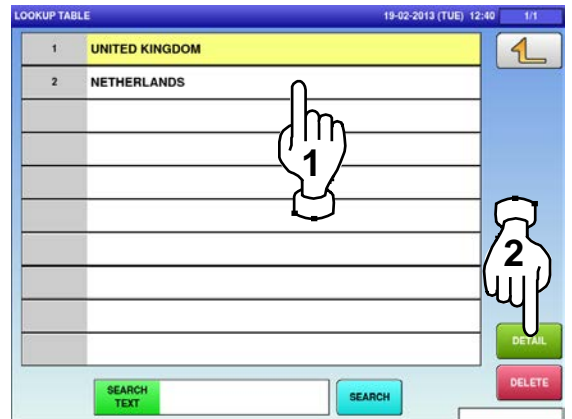 LOOKUP TABLE 19-02-2013 (TUE) 12:40 1/1
1 UNITED KINGDOM
2 NETHERLANDS
1
2
DETAIL
SEARCH TEXT
SEARCH
DELETE